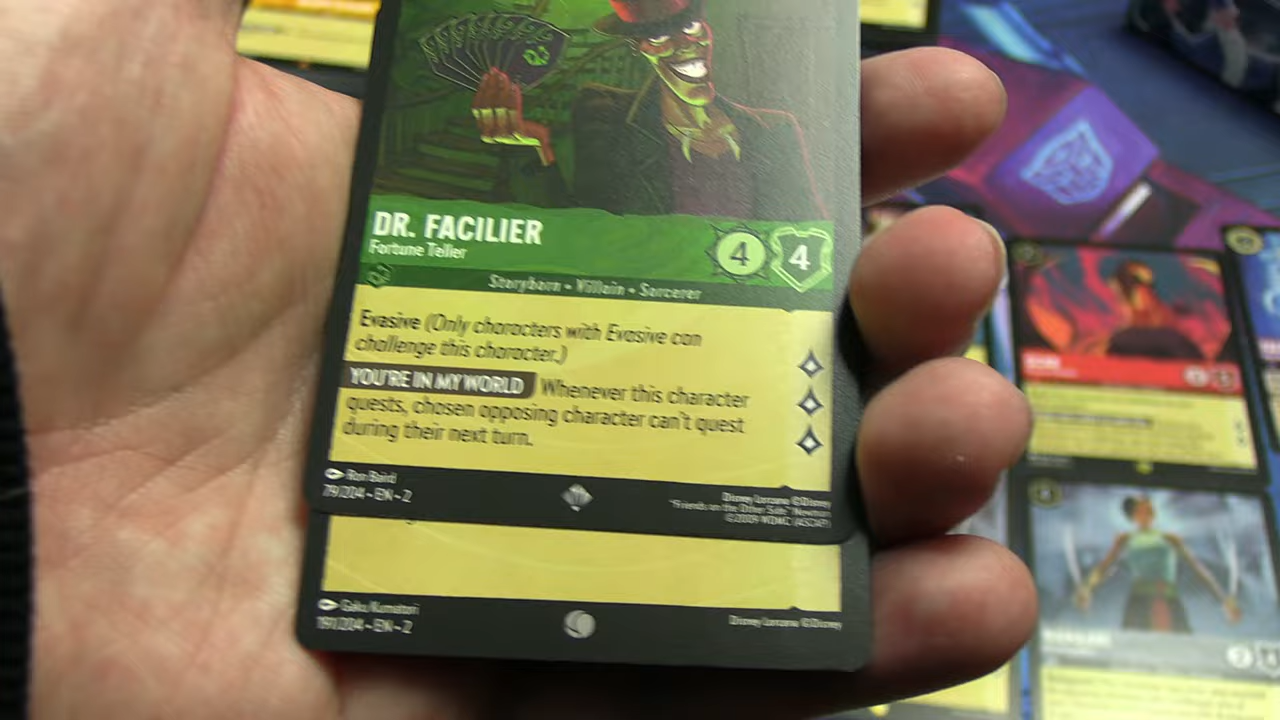 DR. FACILIER
Fortune Teller
4 4
Storyborn • Villain • Sorcerer
Evasive (Only characters with Evasive can
challenge this character.)
YOU'RE IN MY WORLD Whenever this character
quests, chosen opposing character can't quest
during their next turn.
Ron Baird
79/204 • EN • 2
Disney Lorcana ©Disney
"Friends on the Other Side" Newman
©2009 WDMC (ASCAP)
Gaku Kumatori
191/204 • EN • 2
Disney Lorcana ©Disney